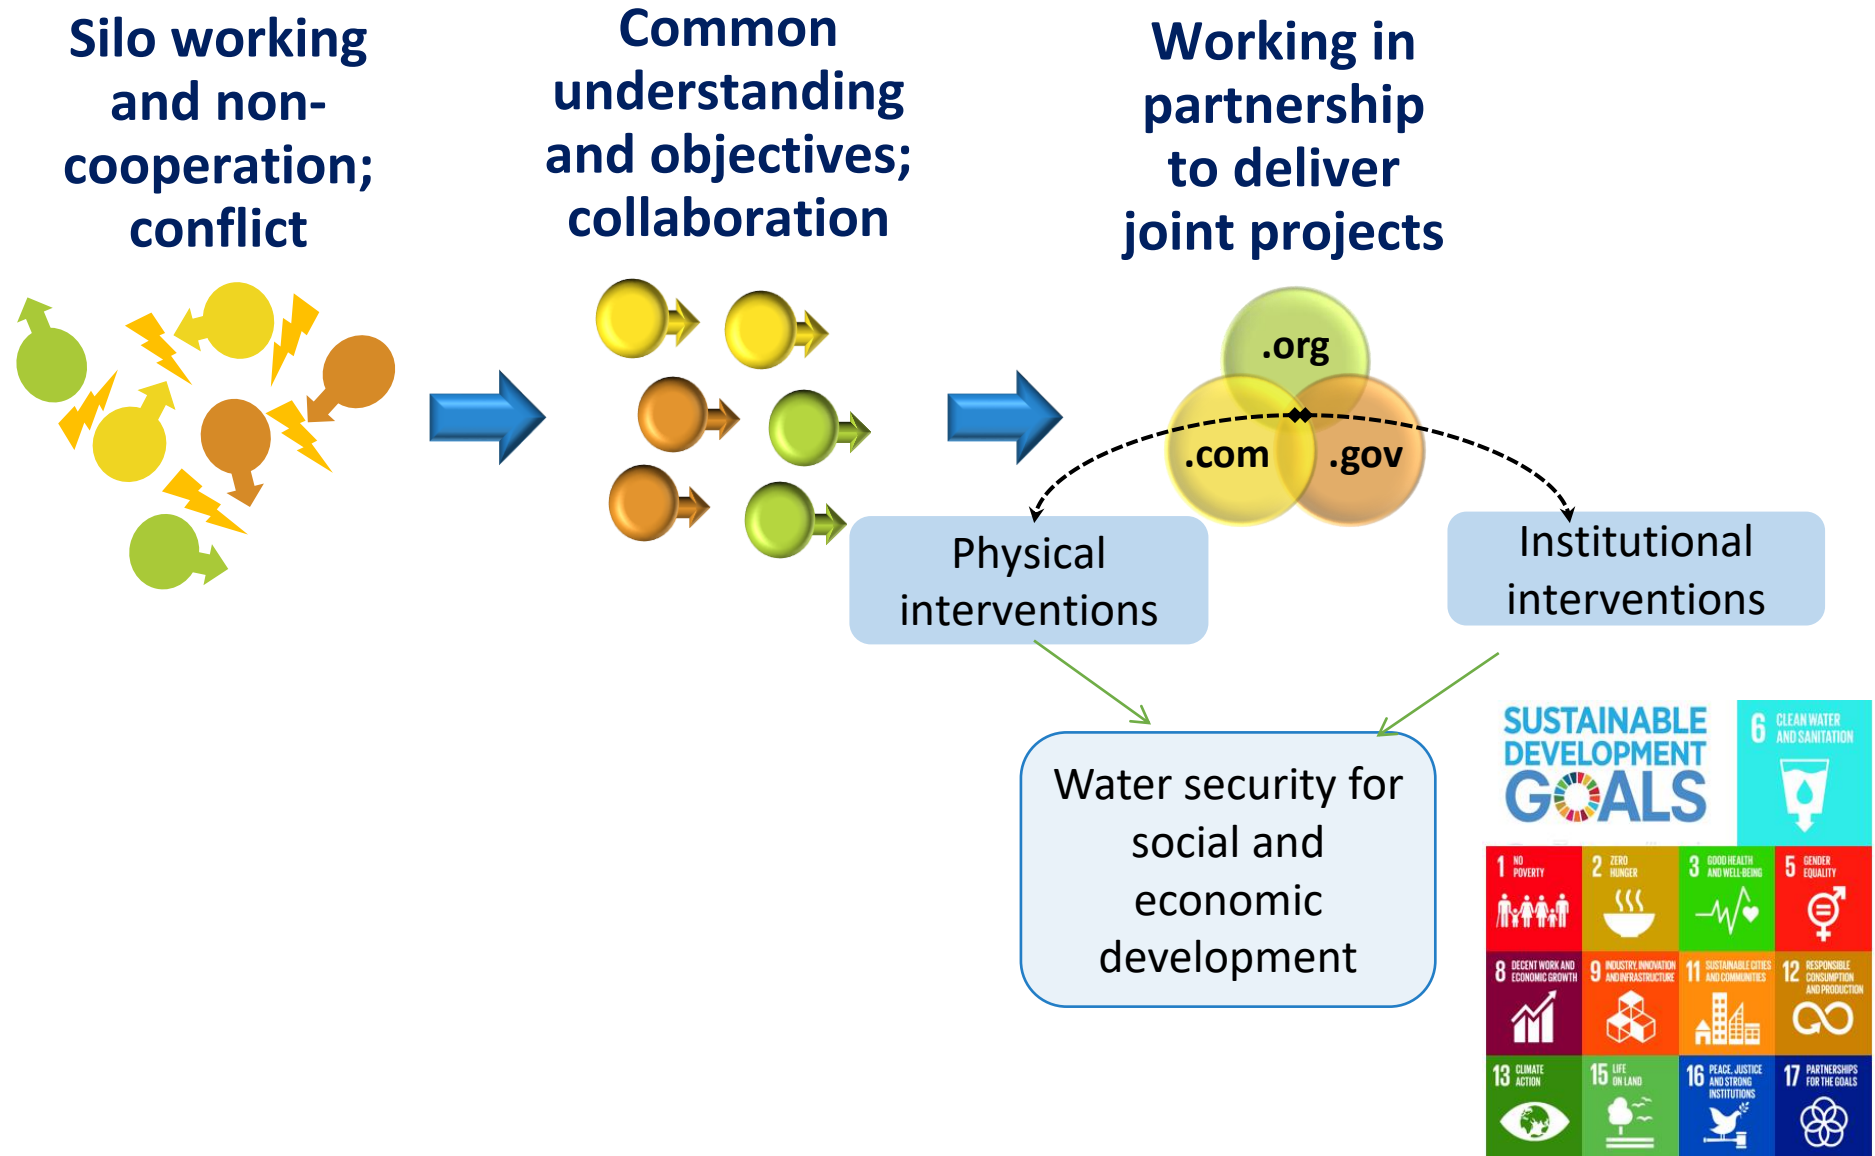 Silo working
and non-
cooperation;
conflict
Common
understanding
and objectives;
collaboration
Working in
partnership
to deliver
joint projects
.org
.com
.gov
Physical
interventions
Institutional
interventions
Water security for
social and
economic
development
SUSTAINABLE
DEVELOPMENT
GOALS
6 CLEAN WATER
AND SANITATION
1 NO
POVERTY
2 ZERO
HUNGER
3 GOOD HEALTH
AND WELL-BEING
5 GENDER
EQUALITY
8 DECENT WORK AND
ECONOMIC GROWTH
9 INDUSTRY, INNOVATION
AND INFRASTRUCTURE
11 SUSTAINABLE CITIES
AND COMMUNITIES
12 RESPONSIBLE
CONSUMPTION
AND PRODUCTION
13 CLIMATE
ACTION
15 LIFE
ON LAND
16 PEACE, JUSTICE
AND STRONG
INSTITUTIONS
17 PARTNERSHIPS
FOR THE GOALS